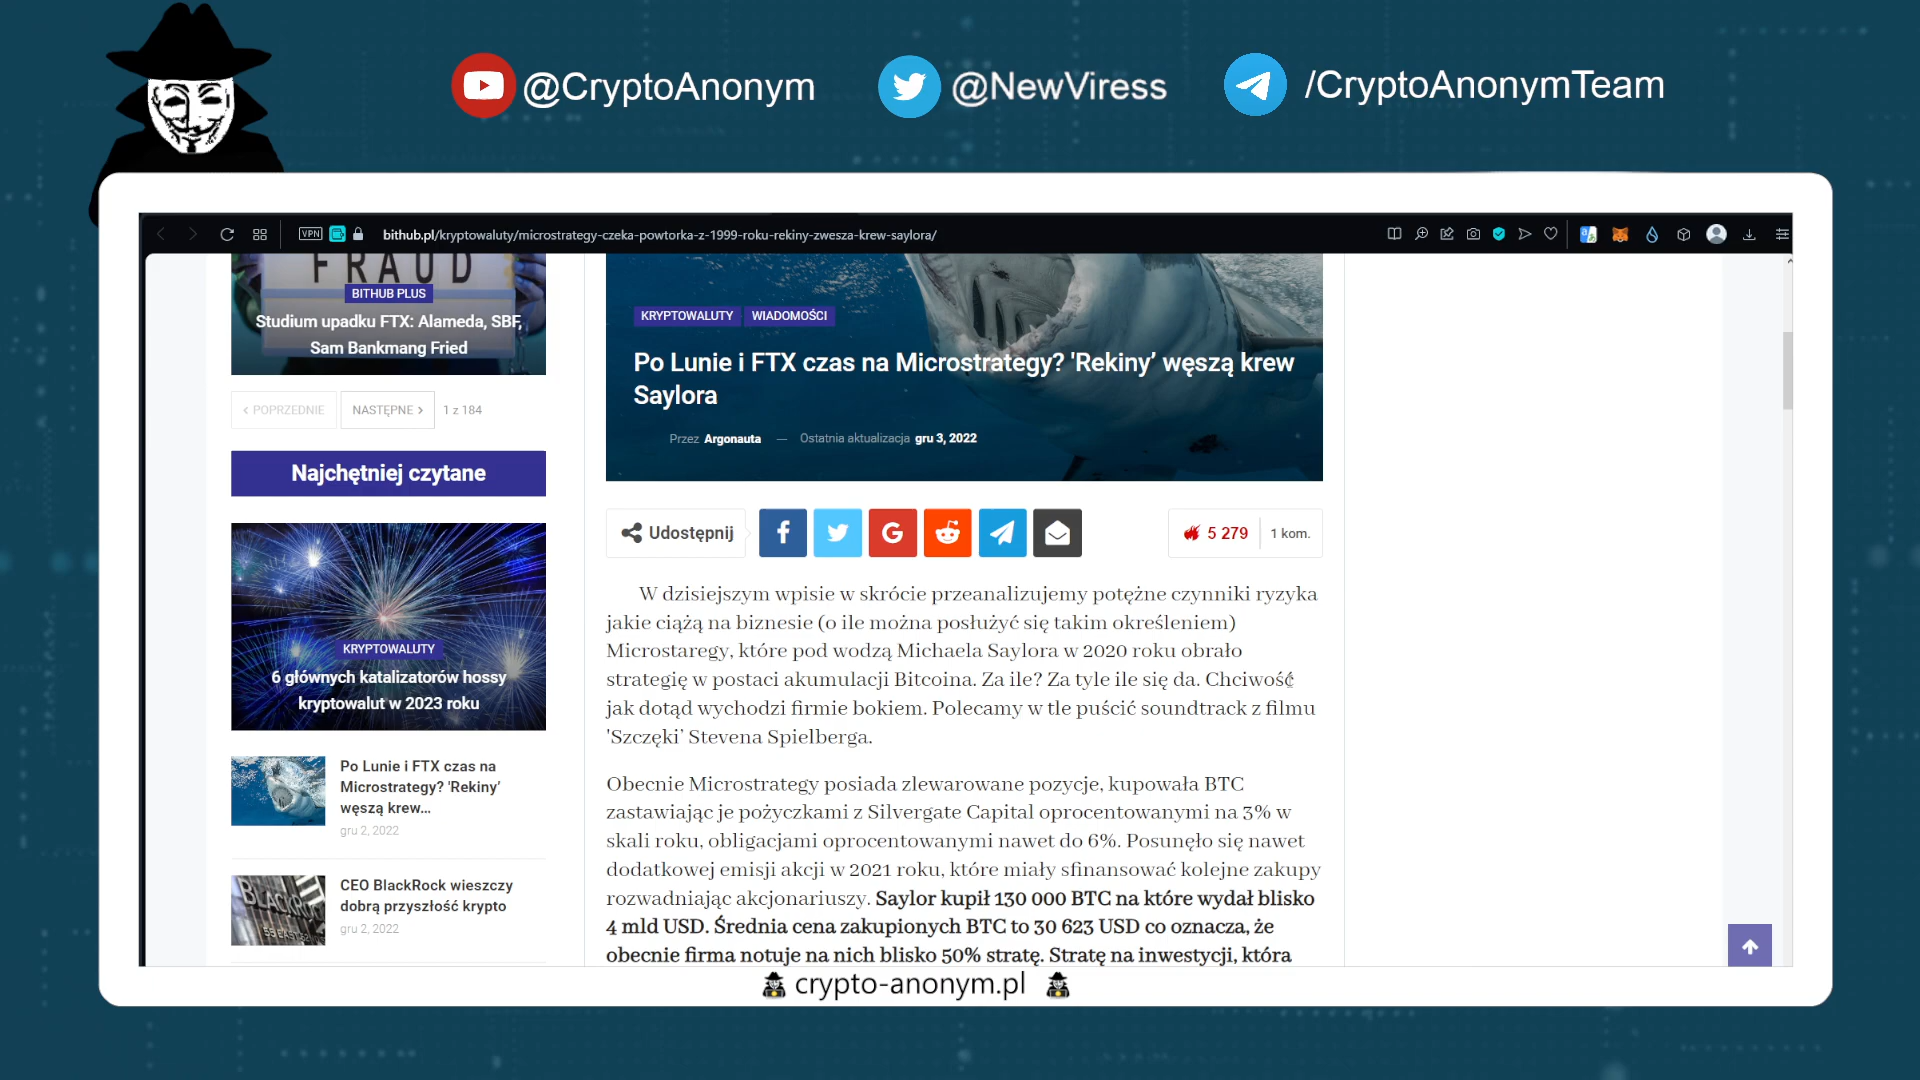 @CryptoAnonym
@NewViress
/CryptoAnonymTeam
VPN
bithub.pl/kryptowaluty/microstrategy-czeka-powtorka-z-1999-roku-rekiny-zwesza-krew-saylora/
FRAUD
BITHUB PLUS
Studium upadku FTX: Alameda, SBF,
Sam Bankmang Fried
POPRZEDNIE
NASTĘPNE
1 z 184
Najchętniej czytane
KRYPTOWALUTY
6 głównych katalizatorów hossy
kryptowalut w 2023 roku
Po Lunie i FTX czas na
Microstrategy? 'Rekiny’
węszą krew...
gru 2, 2022
BLACKROCK
55 EAST 52
CEO BlackRock wieszczy
dobrą przyszłość krypto
gru 2, 2022
KRYPTOWALUTY
WIADOMOŚCI
Po Lunie i FTX czas na Microstrategy? 'Rekiny’ węszą krew
Saylora
Przez Argonauta — Ostatnia aktualizacja gru 3, 2022
Udostępnij
5 279
1 kom.
W dzisiejszym wpisie w skrócie przeanalizujemy potężne czynniki ryzyka
jakie ciążą na biznesie (o ile można posłużyć się takim określeniem)
Microstaregy, które pod wodzą Michaela Saylora w 2020 roku obrało
strategię w postaci akumulacji Bitcoina. Za ile? Za tyle ile się da. Chciwość
jak dotąd wychodzi firmie bokiem. Polecamy w tle puścić soundtrack z filmu
'Szczęki’ Stevena Spielberga.
Obecnie Microstrategy posiada zlewarowane pozycje, kupowała BTC
zastawiając je pożyczkami z Silvergate Capital oprocentowanymi na 3% w
skali roku, obligacjami oprocentowanymi nawet do 6%. Posunęło się nawet
dodatkowej emisji akcji w 2021 roku, które miały sfinansować kolejne zakupy
rozwadniając akcjonariuszy. Saylor kupił 130 000 BTC na które wydał blisko
4 mld USD. Średnia cena zakupionych BTC to 30 623 USD co oznacza, że
obecnie firma notuje na nich blisko 50% stratę. Stratę na inwestycji, która
crypto-anonym.pl